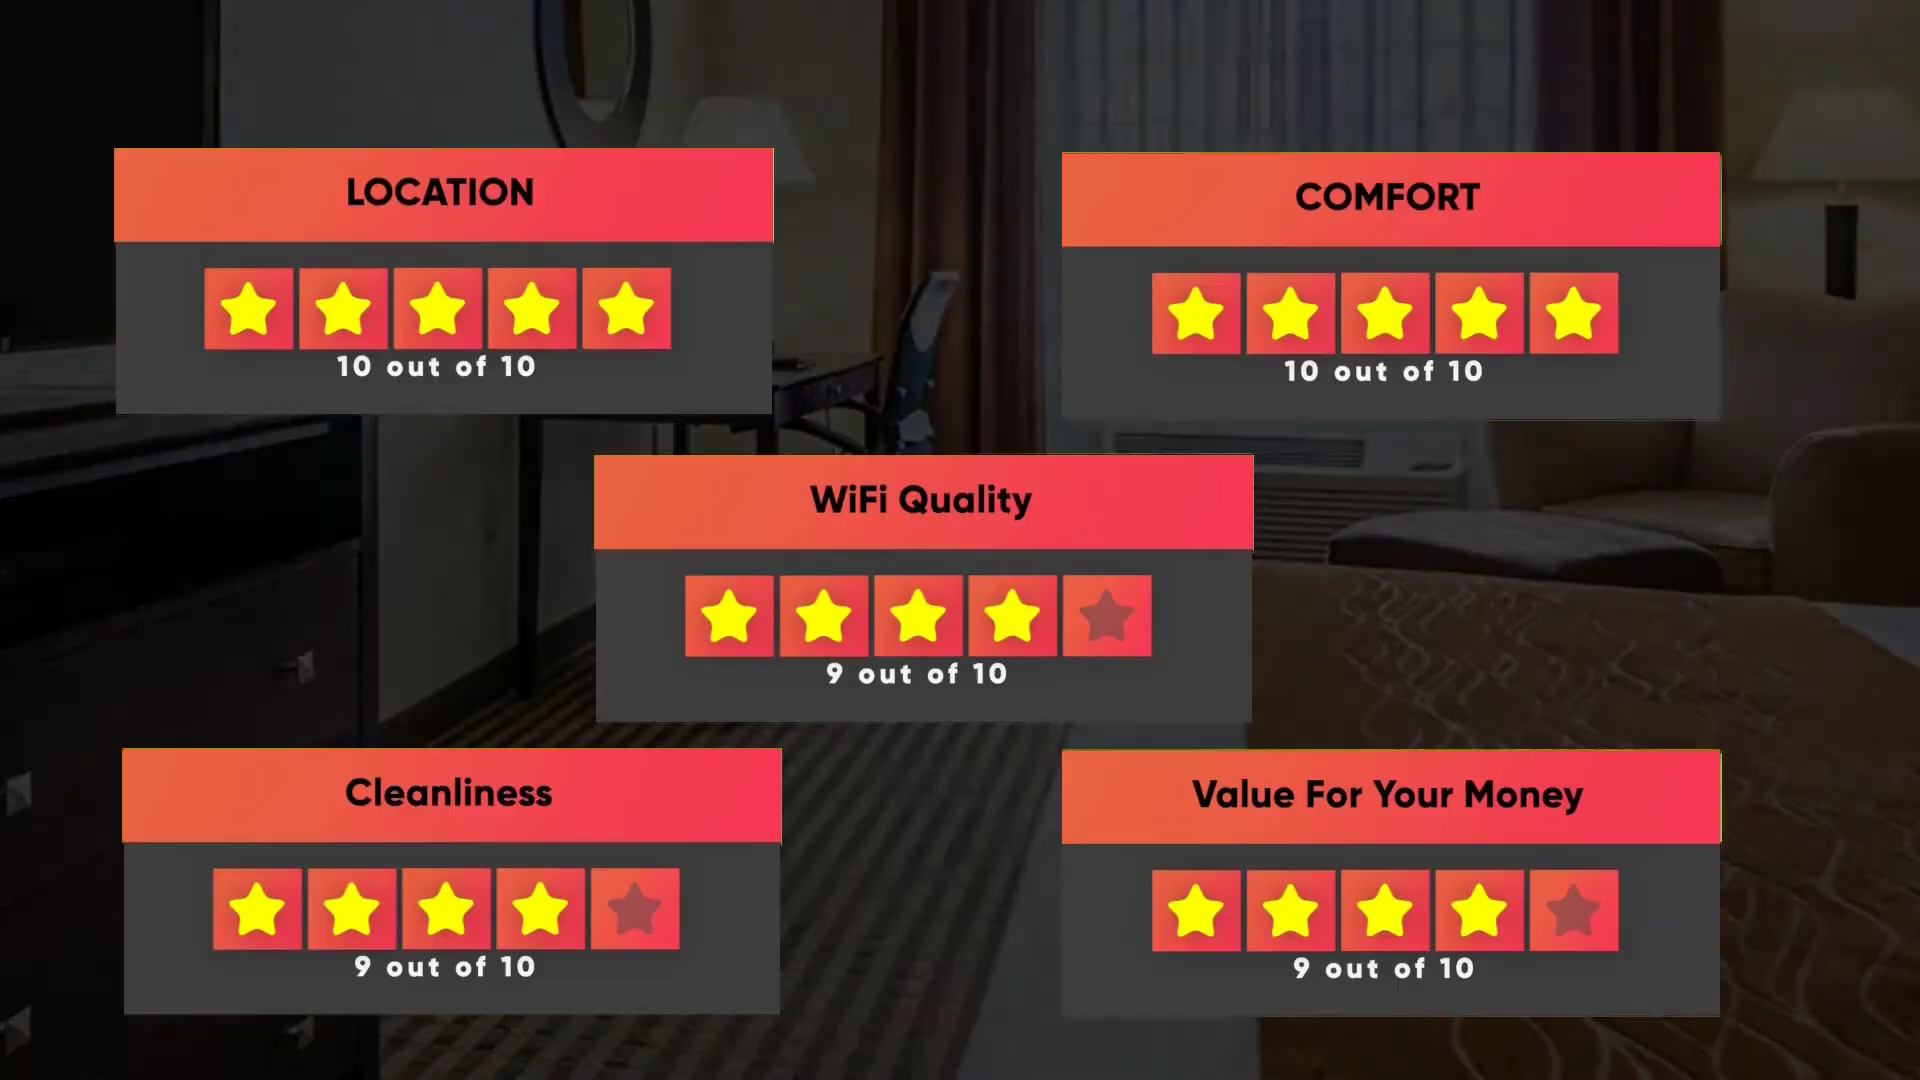 LOCATION
10 out of 10
COMFORT
10 out of 10
WiFi Quality
9 out of 10
Cleanliness
9 out of 10
Value For Your Money
9 out of 10